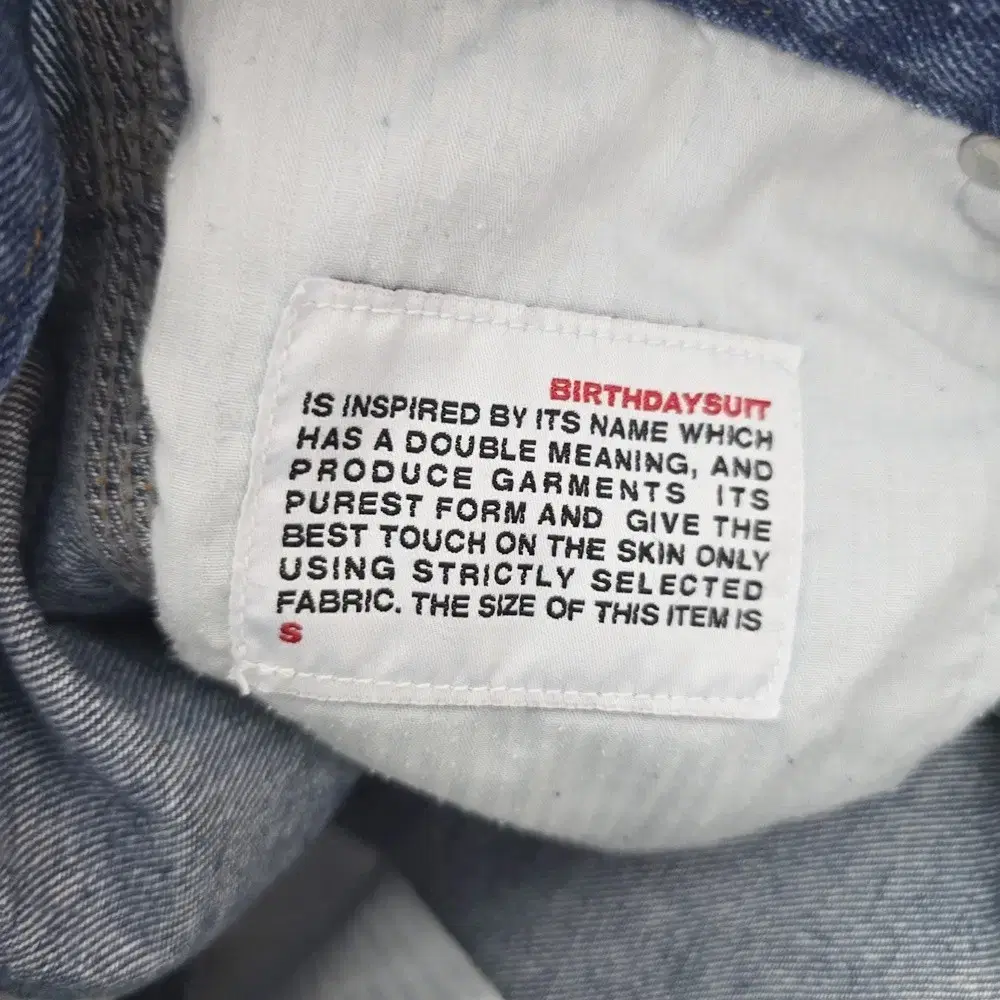 BIRTHDAYSUIT
IS INSPIRED BY ITS NAME WHICH
HAS A DOUBLE MEANING, AND
PRODUCE GARMENTS ITS
PUREST FORM AND GIVE THE
BEST TOUCH ON THE SKIN ONLY
USING STRICTLY SELECTED
FABRIC. THE SIZE OF THIS ITEM IS
S